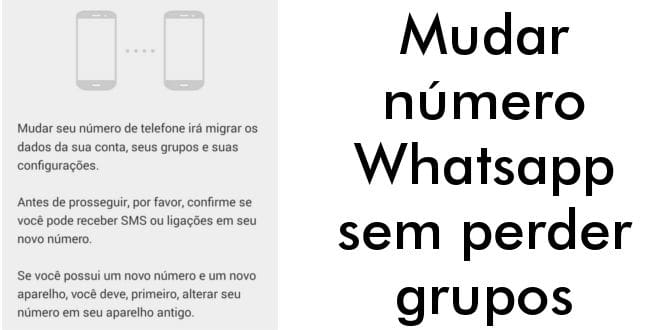 Mudar seu número de telefone irá migrar os
dados da sua conta, seus grupos e suas
configurações.
Antes de prosseguir, por favor, confirme se
você pode receber SMS ou ligações em seu
novo número.
Se você possui um novo número e um novo
aparelho, você deve, primeiro, alterar seu
número em seu aparelho antigo.
Mudar
número
Whatsapp
sem perder
grupos